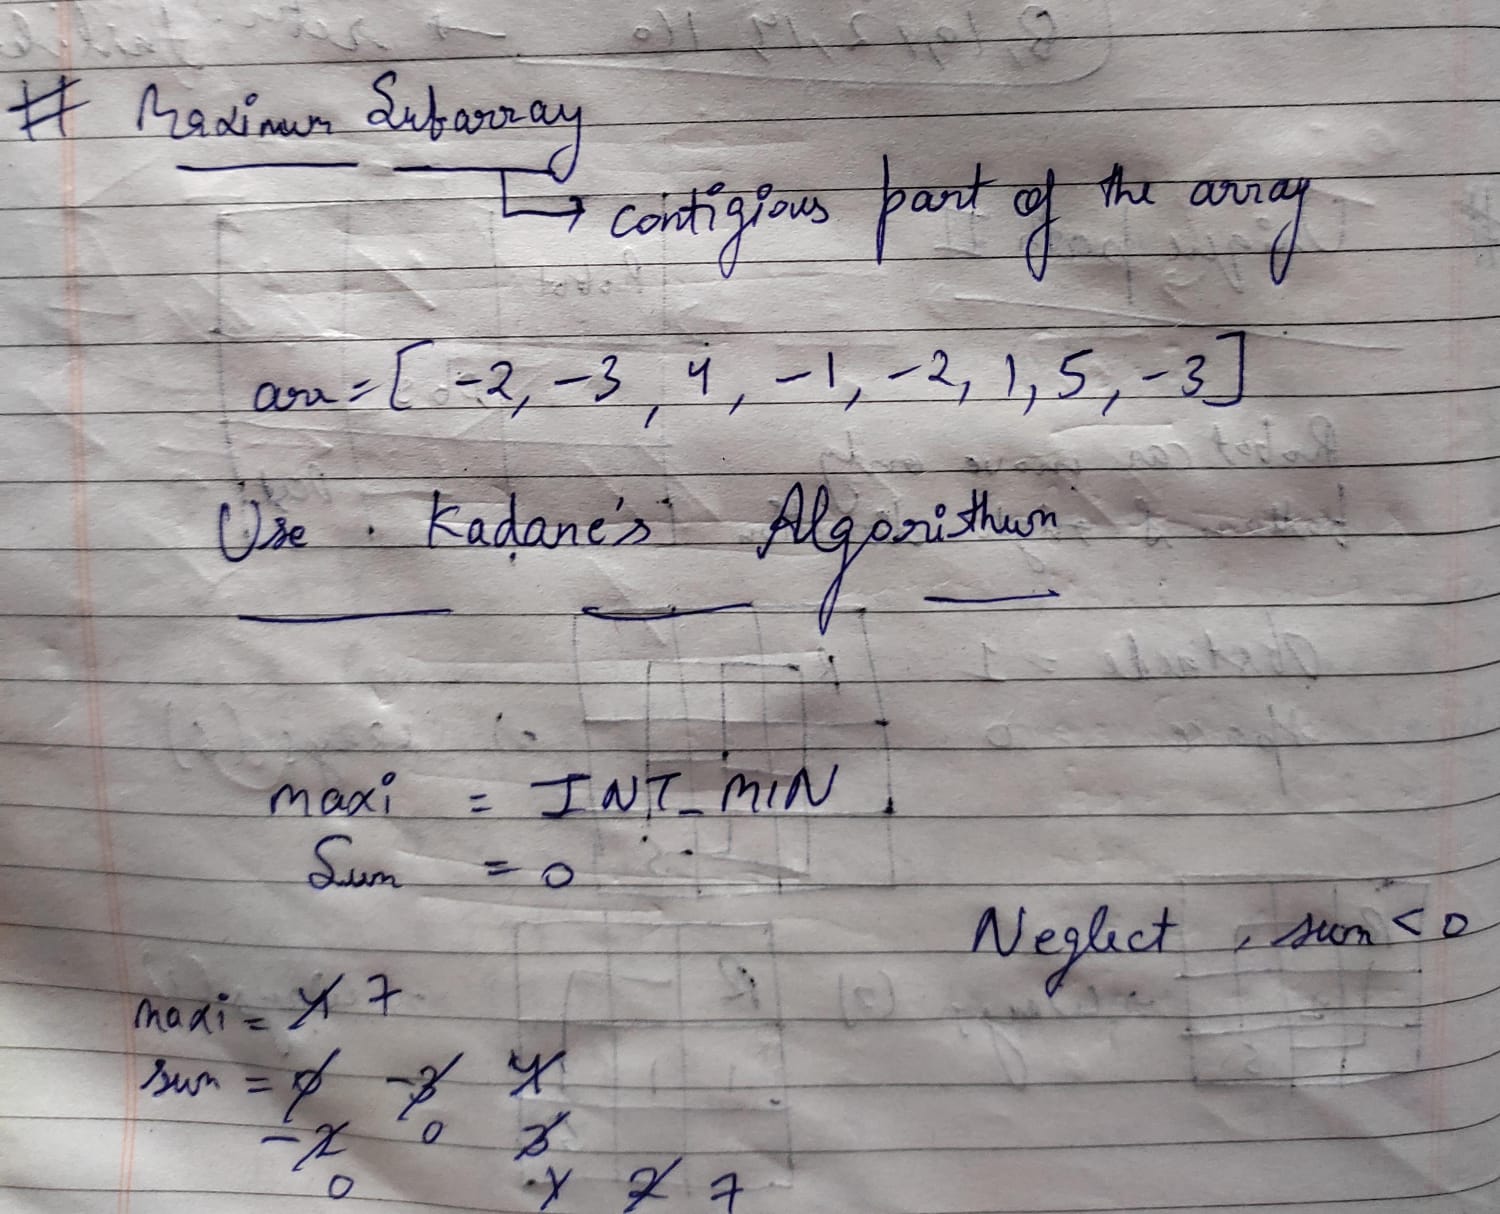 # Maximum Subarray
→ contigious part of the array
arr = [ -2, -3, 4, -1, -2, 1, 5, -3 ]
Use Kadane's Algorithm
maxi = INT_MIN
Sum = 0
Neglect, sum < 0
maxi = 4 7
sum = 0 -3 4
-2 0 3
0 1 2 7